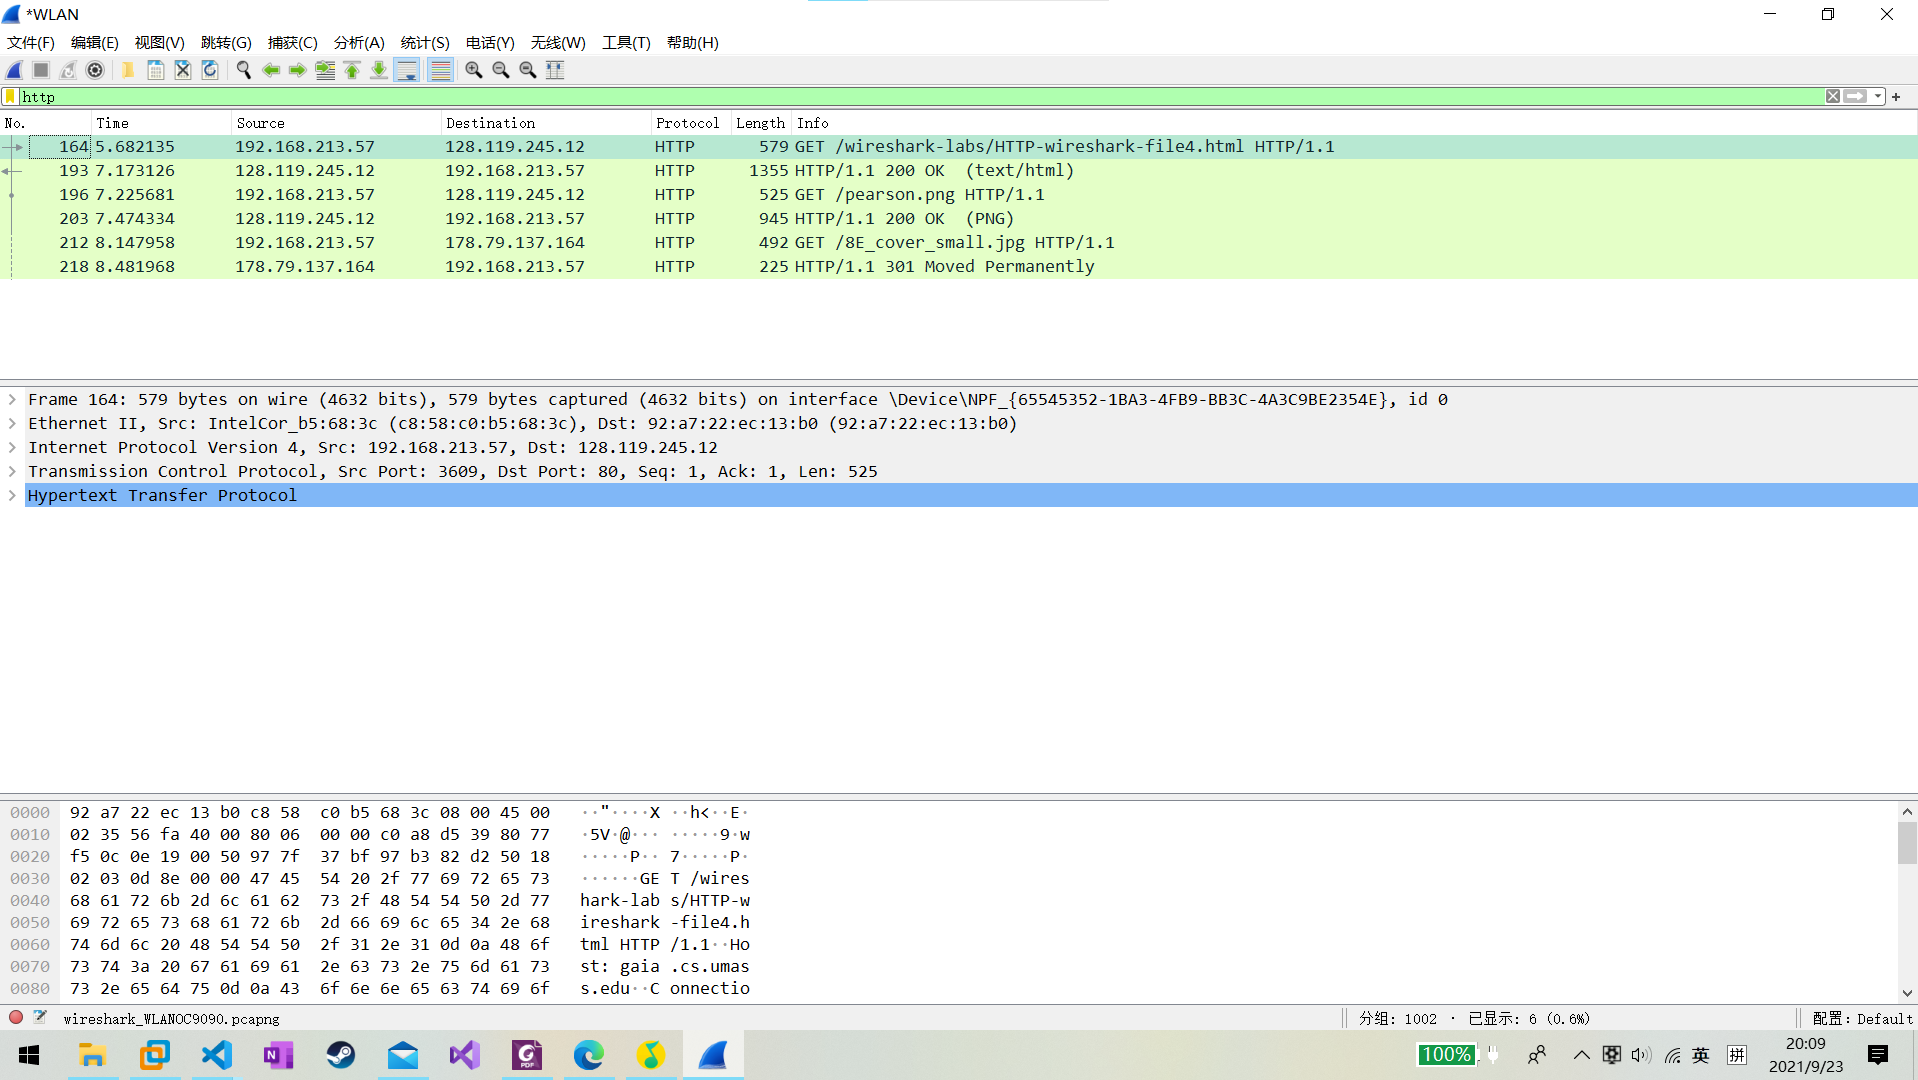 *WLAN
文件(F) 编辑(E) 视图(V) 跳转(G) 捕获(C) 分析(A) 统计(S) 电话(Y) 无线(W) 工具(T) 帮助(H)
http
No. Time Source Destination Protocol Length Info
164 5.682135 192.168.213.57 128.119.245.12 HTTP 579 GET /wireshark-labs/HTTP-wireshark-file4.html HTTP/1.1
193 7.173126 128.119.245.12 192.168.213.57 HTTP 1355 HTTP/1.1 200 OK (text/html)
196 7.225681 192.168.213.57 128.119.245.12 HTTP 525 GET /pearson.png HTTP/1.1
203 7.474334 128.119.245.12 192.168.213.57 HTTP 945 HTTP/1.1 200 OK (PNG)
212 8.147958 192.168.213.57 178.79.137.164 HTTP 492 GET /8E_cover_small.jpg HTTP/1.1
218 8.481968 178.79.137.164 192.168.213.57 HTTP 225 HTTP/1.1 301 Moved Permanently
Frame 164: 579 bytes on wire (4632 bits), 579 bytes captured (4632 bits) on interface \Device\NPF_{65545352-1BA3-4FB9-BB3C-4A3C9BE2354E}, id 0
Ethernet II, Src: IntelCor_b5:68:3c (c8:58:c0:b5:68:3c), Dst: 92:a7:22:ec:13:b0 (92:a7:22:ec:13:b0)
Internet Protocol Version 4, Src: 192.168.213.57, Dst: 128.119.245.12
Transmission Control Protocol, Src Port: 3609, Dst Port: 80, Seq: 1, Ack: 1, Len: 525
Hypertext Transfer Protocol
0000 92 a7 22 ec 13 b0 c8 58 c0 b5 68 3c 08 00 45 00 ··"····X ··h<··E·
0010 02 35 56 fa 40 00 80 06 00 00 c0 a8 d5 39 80 77 ·5V·@··· ·····9·w
0020 f5 0c 0e 19 00 50 97 7f 37 bf 97 b3 82 d2 50 18 ·····P·· 7·····P·
0030 02 03 0d 8e 00 00 47 45 54 20 2f 77 69 72 65 73 ······GE T /wires
0040 68 61 72 6b 2d 6c 61 62 73 2f 48 54 54 50 2d 77 hark-lab s/HTTP-w
0050 69 72 65 73 68 61 72 6b 2d 66 69 6c 65 34 2e 68 ireshark -file4.h
0060 74 6d 6c 20 48 54 54 50 2f 31 2e 31 0d 0a 48 6f tml HTTP /1.1··Ho
0070 73 74 3a 20 67 61 69 61 2e 63 73 2e 75 6d 61 73 st: gaia .cs.umas
0080 73 2e 65 64 75 0d 0a 43 6f 6e 6e 65 63 74 69 6f s.edu··C onnectio
wireshark_WLANOC9090.pcapng 分组: 1002 · 已显示: 6 (0.6%) 配置: Default
100% 英 拼 20:09
2021/9/23